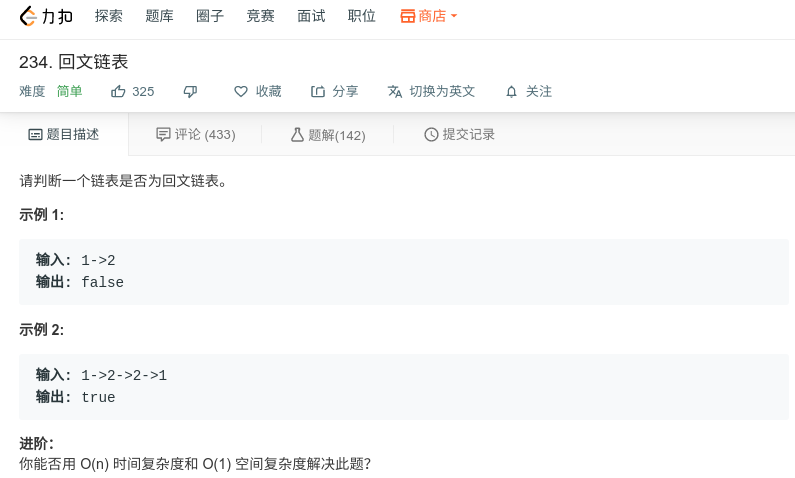 力扣 探索 题库 圈子 竞赛 面试 职位 商店
234. 回文链表
难度 简单 325 收藏 分享 切换为英文 关注
题目描述 评论 (433) 题解(142) 提交记录
请判断一个链表是否为回文链表。
示例 1:
输入: 1->2
输出: false
示例 2:
输入: 1->2->2->1
输出: true
进阶：
你能否用 O(n) 时间复杂度和 O(1) 空间复杂度解决此题？